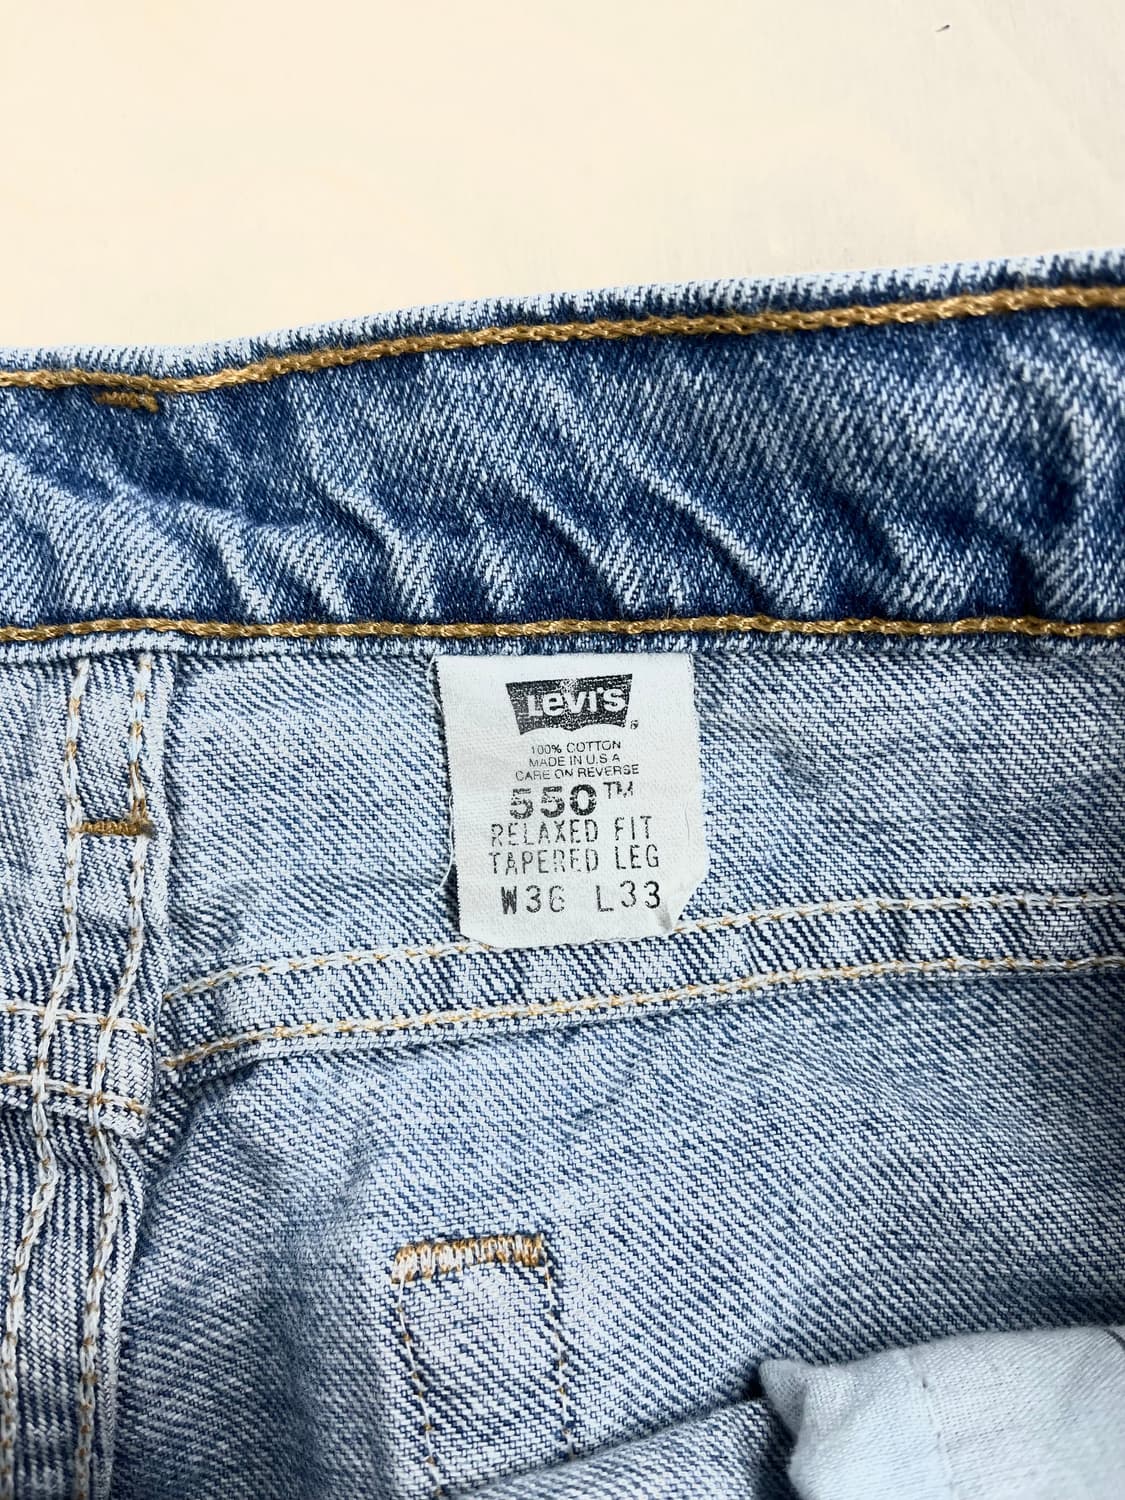 Levi's
100% COTTON
MADE IN U.S A
CARE ON REVERSE
550™
RELAXED FIT
TAPERED LEG
W36 L33